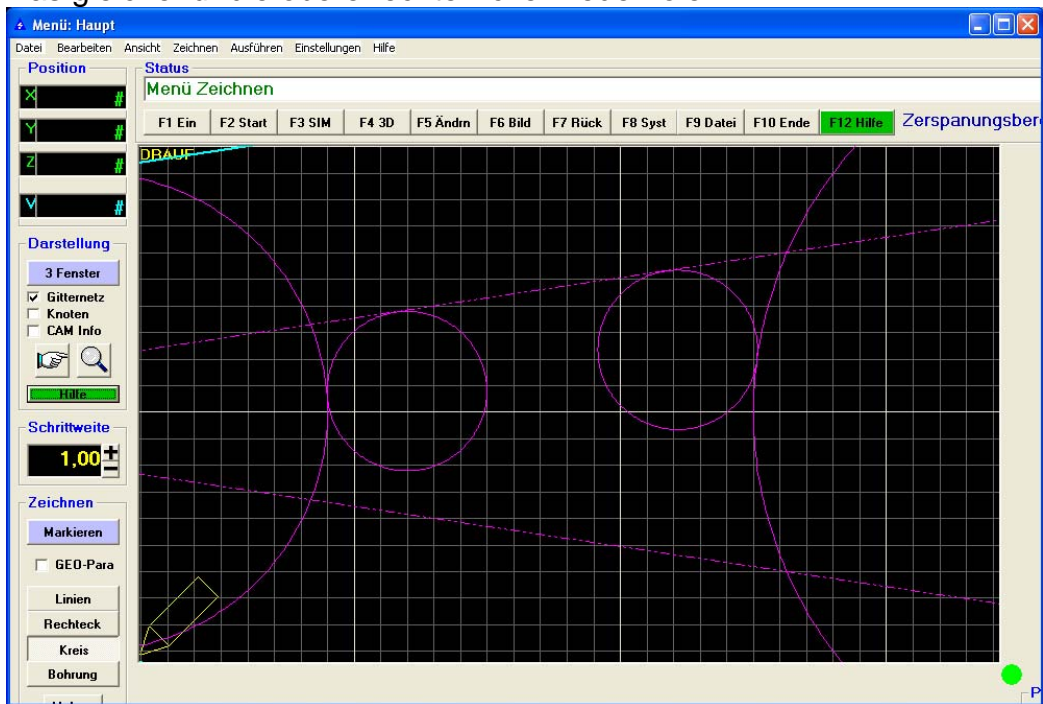 Menü: Haupt
Datei Bearbeiten Ansicht Zeichnen Ausführen Einstellungen Hilfe
Position
X #
Y #
Z #
V #
Status
Menü Zeichnen
F1 Ein F2 Start F3 SIM F4 3D F5 Ändrn F6 Bild F7 Rück F8 Syst F9 Datei F10 Ende F12 Hilfe Zerspanungsber
DRAUF
Darstellung
3 Fenster
Gitternetz
Knoten
CAM Info
Hilfe
Schrittweite
1,00
Zeichnen
Markieren
GEO-Para
Linien
Rechteck
Kreis
Bohrung
P